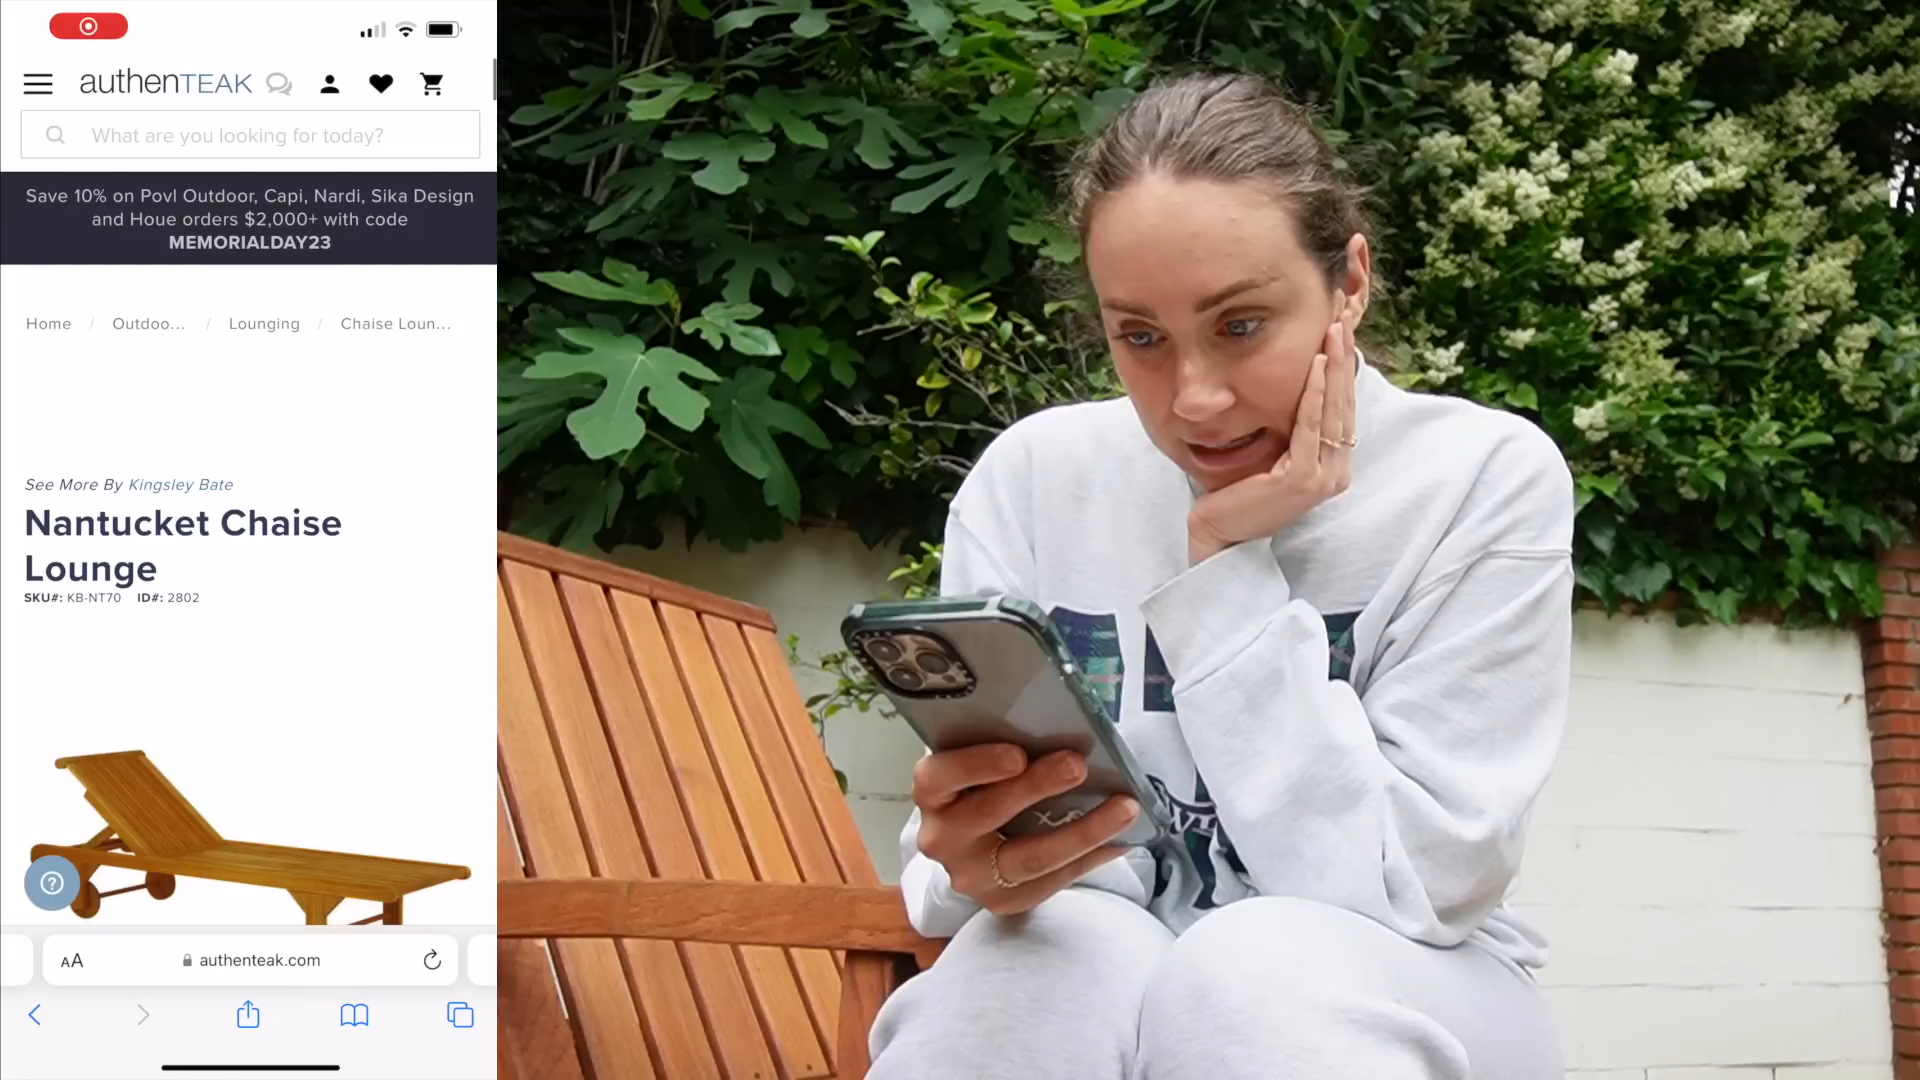 authenTEAK
What are you looking for today?
Save 10% on Povl Outdoor, Capi, Nardi, Sika Design
and Houe orders $2,000+ with code
MEMORIALDAY23
Home / Outdoo... / Lounging / Chaise Loun...
See More By Kingsley Bate
Nantucket Chaise
Lounge
SKU#: KB-NT70 ID#: 2802
AA authenteak.com